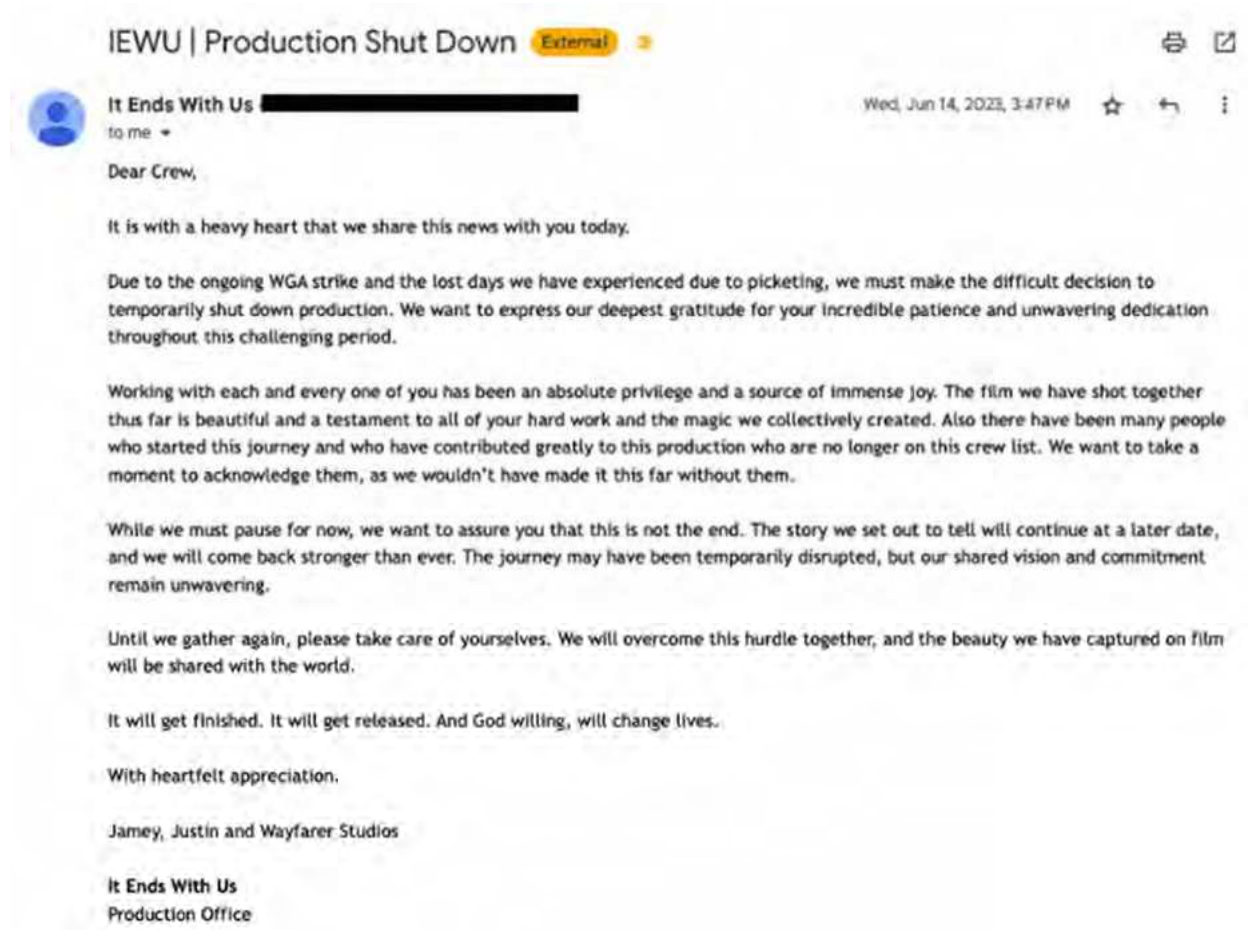 IEWU | Production Shut Down External
It Ends With Us
Wed, Jun 14, 2023, 3:47 PM
to me
Dear Crew,
It is with a heavy heart that we share this news with you today.
Due to the ongoing WGA strike and the lost days we have experienced due to picketing, we must make the difficult decision to
temporarily shut down production. We want to express our deepest gratitude for your incredible patience and unwavering dedication
throughout this challenging period.
Working with each and every one of you has been an absolute privilege and a source of immense joy. The film we have shot together
thus far is beautiful and a testament to all of your hard work and the magic we collectively created. Also there have been many people
who started this journey and who have contributed greatly to this production who are no longer on this crew list. We want to take a
moment to acknowledge them, as we wouldn't have made it this far without them.
While we must pause for now, we want to assure you that this is not the end. The story we set out to tell will continue at a later date,
and we will come back stronger than ever. The journey may have been temporarily disrupted, but our shared vision and commitment
remain unwavering.
Until we gather again, please take care of yourselves. We will overcome this hurdle together, and the beauty we have captured on film
will be shared with the world.
It will get finished. It will get released. And God willing, will change lives.
With heartfelt appreciation.
Jamey, Justin and Wayfarer Studios
It Ends With Us
Production Office